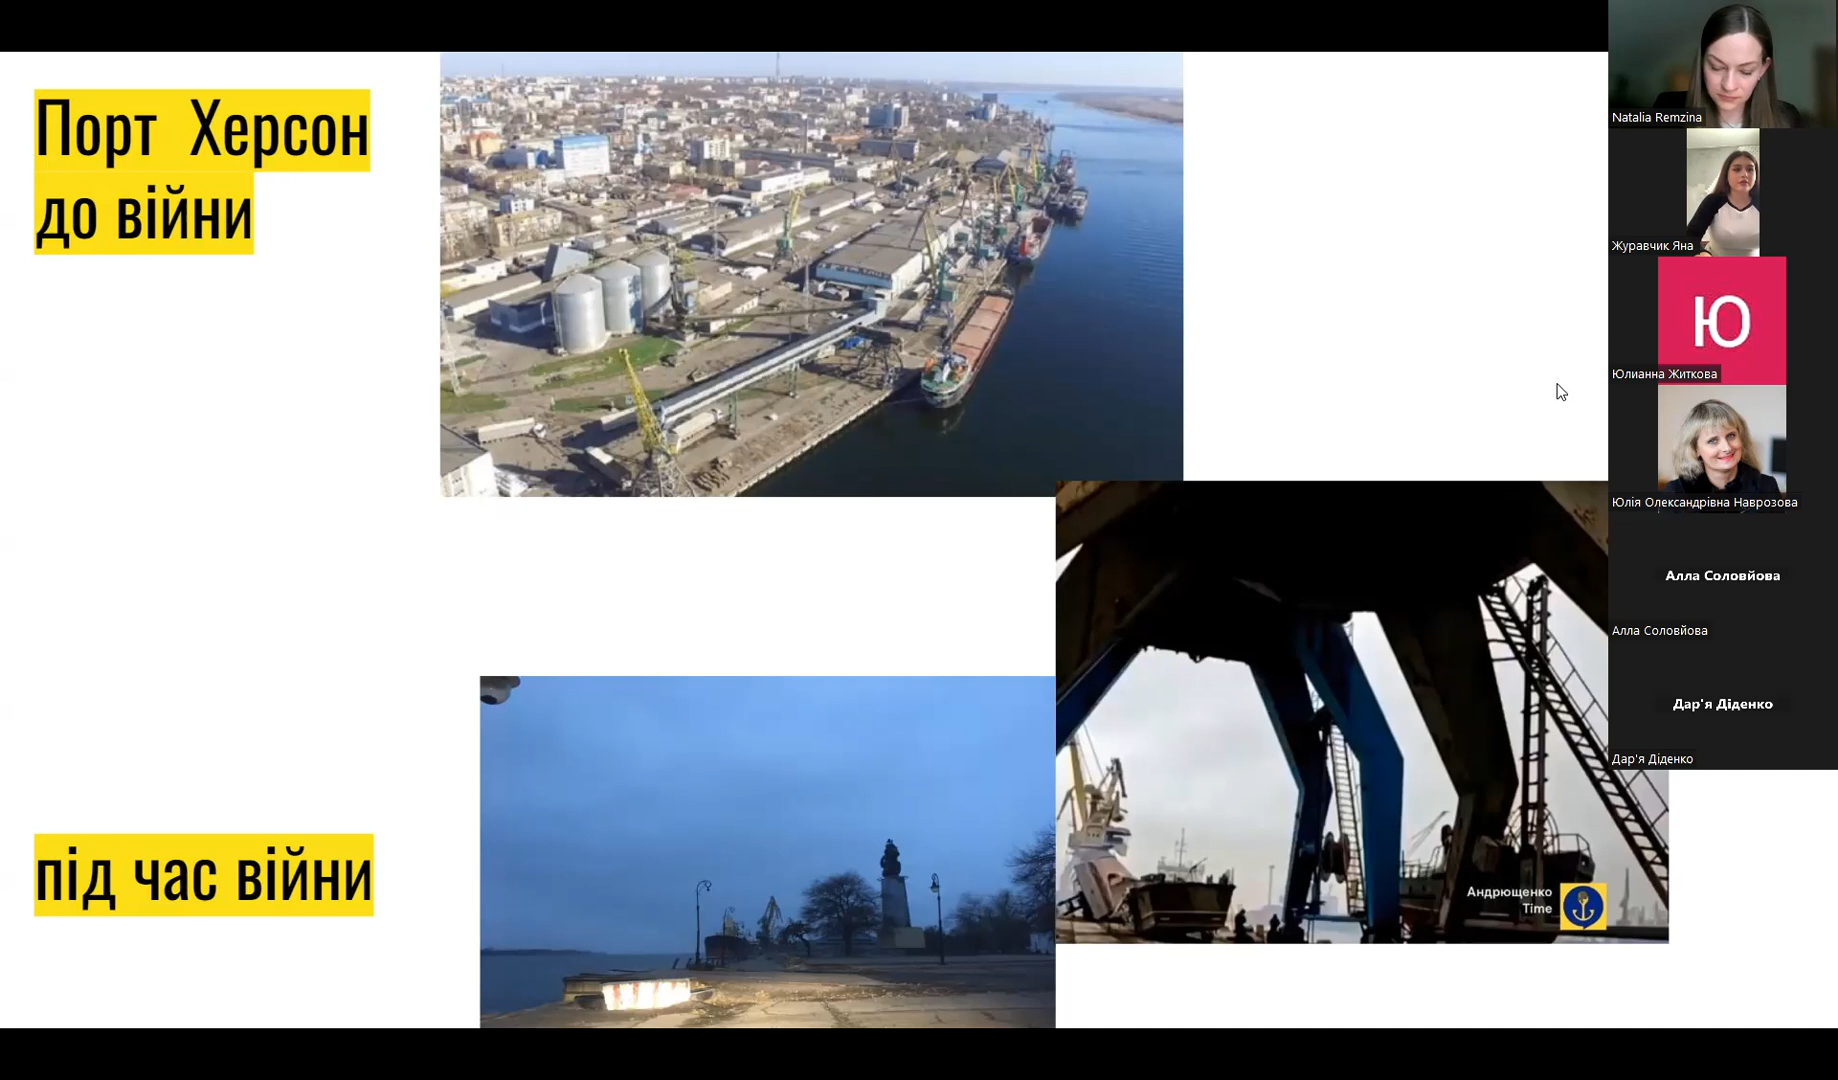 Порт Херсон
до війни
під час війни
Андрющенко
Time
Natalia Remzina
Журавчик Яна
Ю
Юлианна Житкова
Юлія Олександрівна Наврозова
Алла Соловйова
Алла Соловйова
Дар'я Діденко
Дар'я Діденко